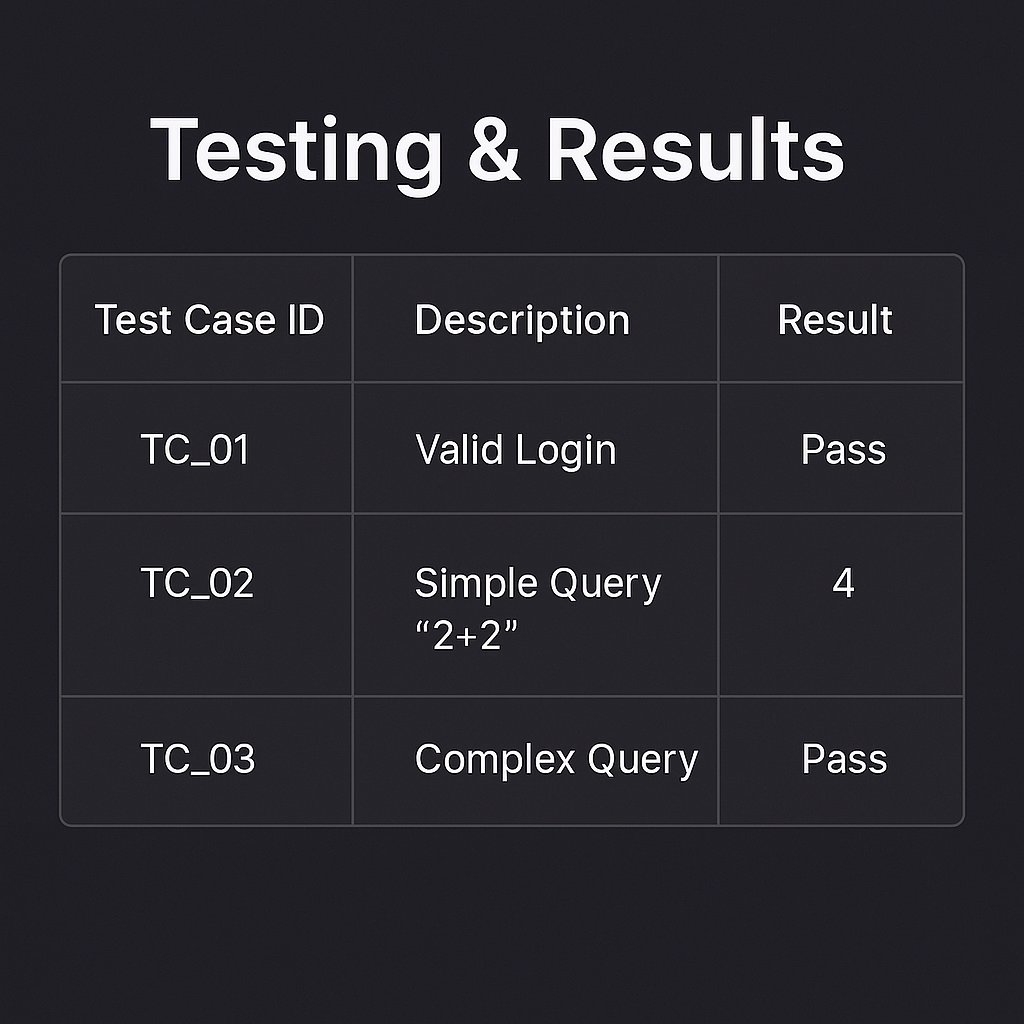 Testing & Results
Test Case ID Description Result
TC_01 Valid Login Pass
TC_02 Simple Query 4
“2+2”
TC_03 Complex Query Pass